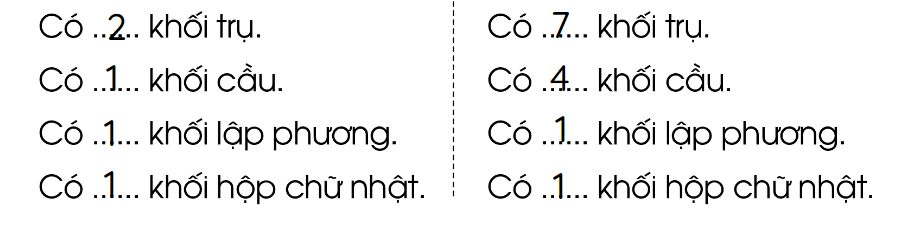 Có ..2... khối trụ.
Có ..1... khối cầu.
Có ..1... khối lập phương.
Có ..1... khối hộp chữ nhật.
Có ..7... khối trụ.
Có ..4... khối cầu.
Có ..1... khối lập phương.
Có ..1... khối hộp chữ nhật.